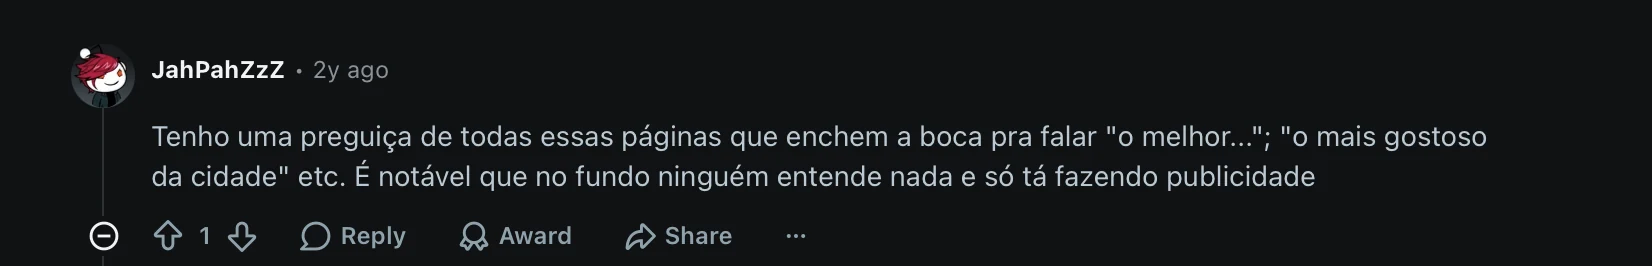 JahPahZzZ • 2y ago
Tenho uma preguiça de todas essas páginas que enchem a boca pra falar "o melhor..."; "o mais gostoso
da cidade" etc. É notável que no fundo ninguém entende nada e só tá fazendo publicidade
1 Reply Award Share ...